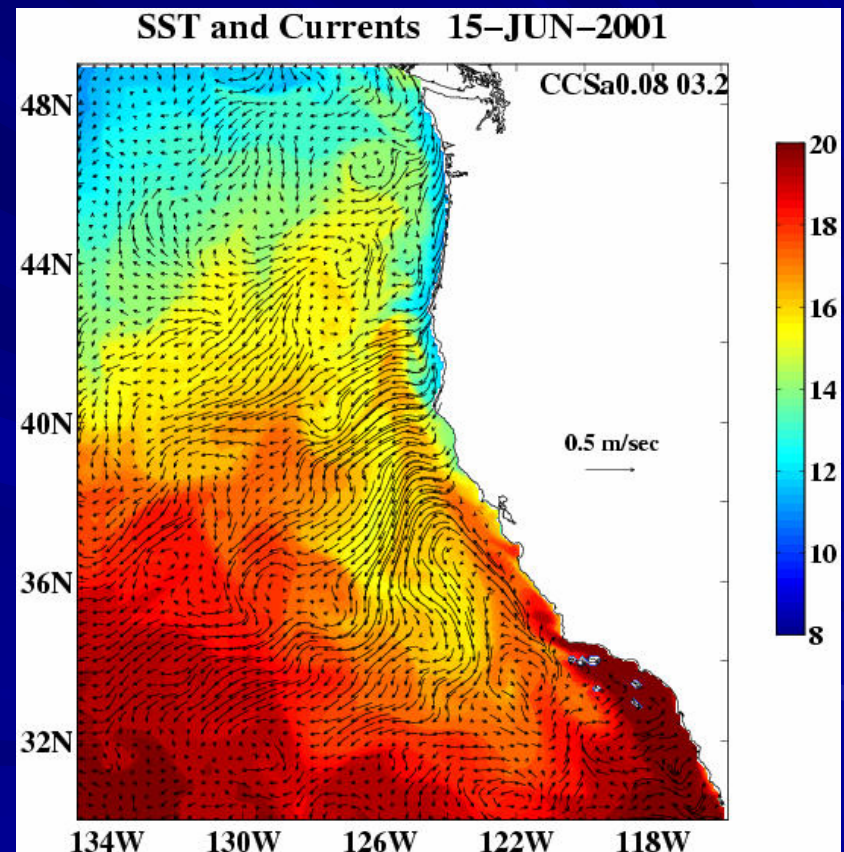 SST and Currents 15−JUN−2001
CCSa0.08 03.2
48N
44N
40N
36N
32N
134W 130W 126W 122W 118W
0.5 m/sec
20
18
16
14
12
10
8